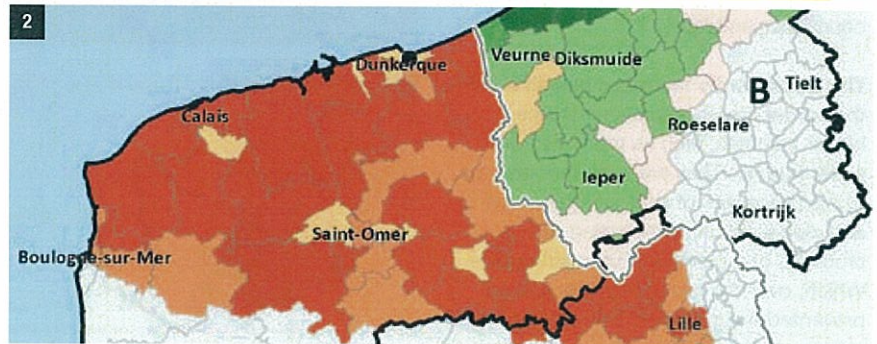 2
Dunkerque
Veurne
Diksmuide
Calais
B
Tielt
Roeselare
Ieper
Saint-Omer
Kortrijk
Boulogne-sur-Mer
Lille